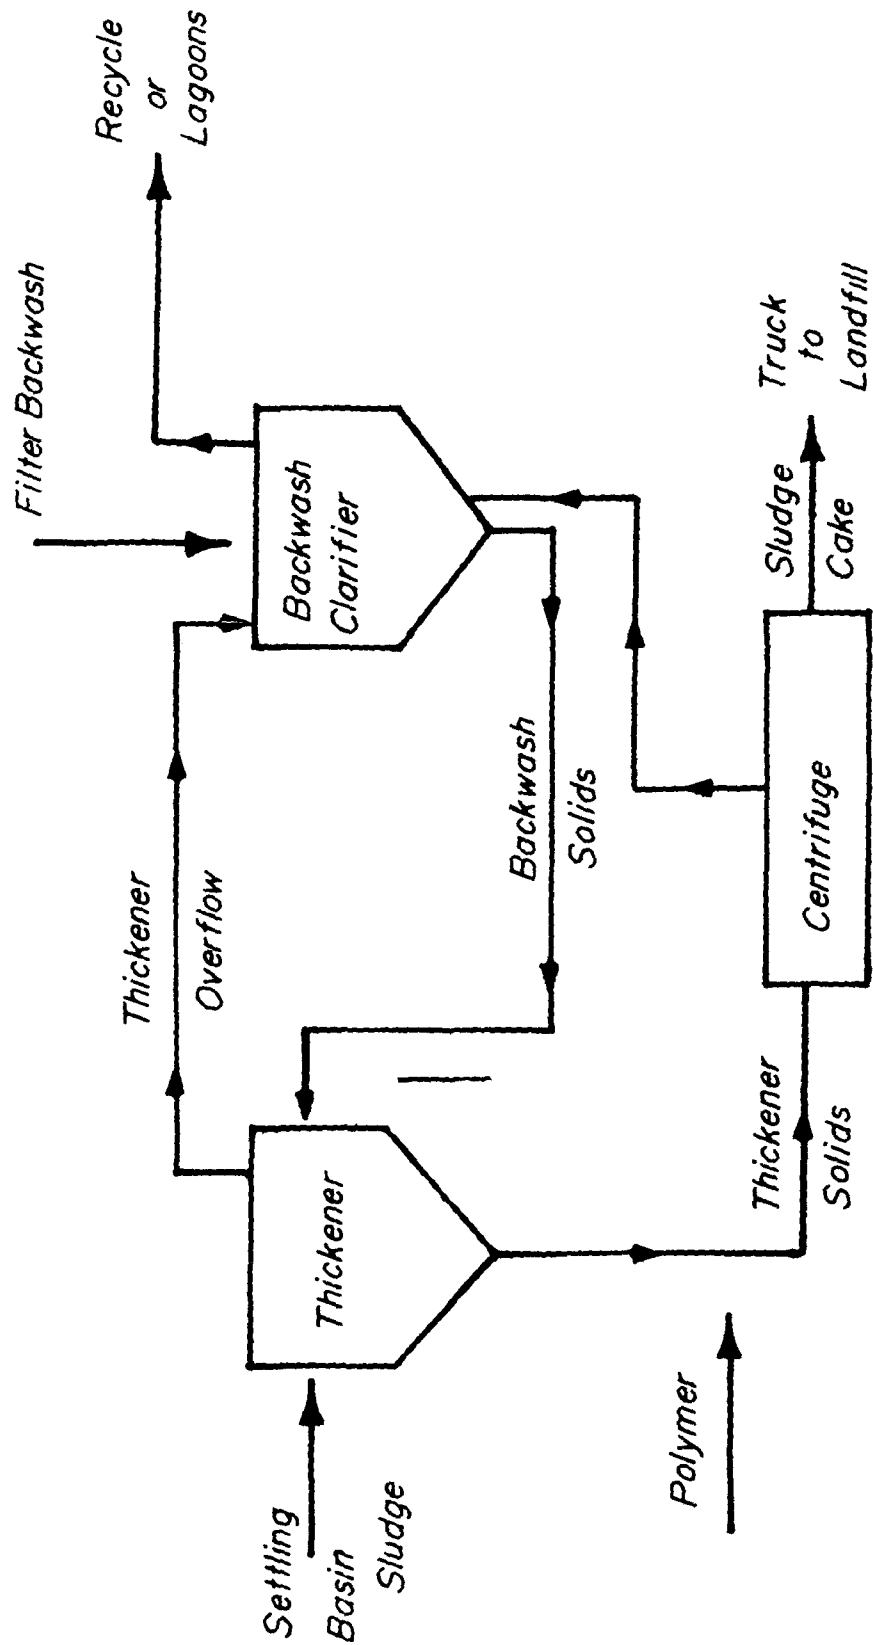 Filter Backwash
Recycle
or
Lagoons
Thickener
Overflow
Backwash
Clarifier
Settling
Basin
Sludge
Thickener
Backwash
Solids
Polymer
Thickener
Solids
Centrifuge
Sludge
Cake
Truck
to
Landfill